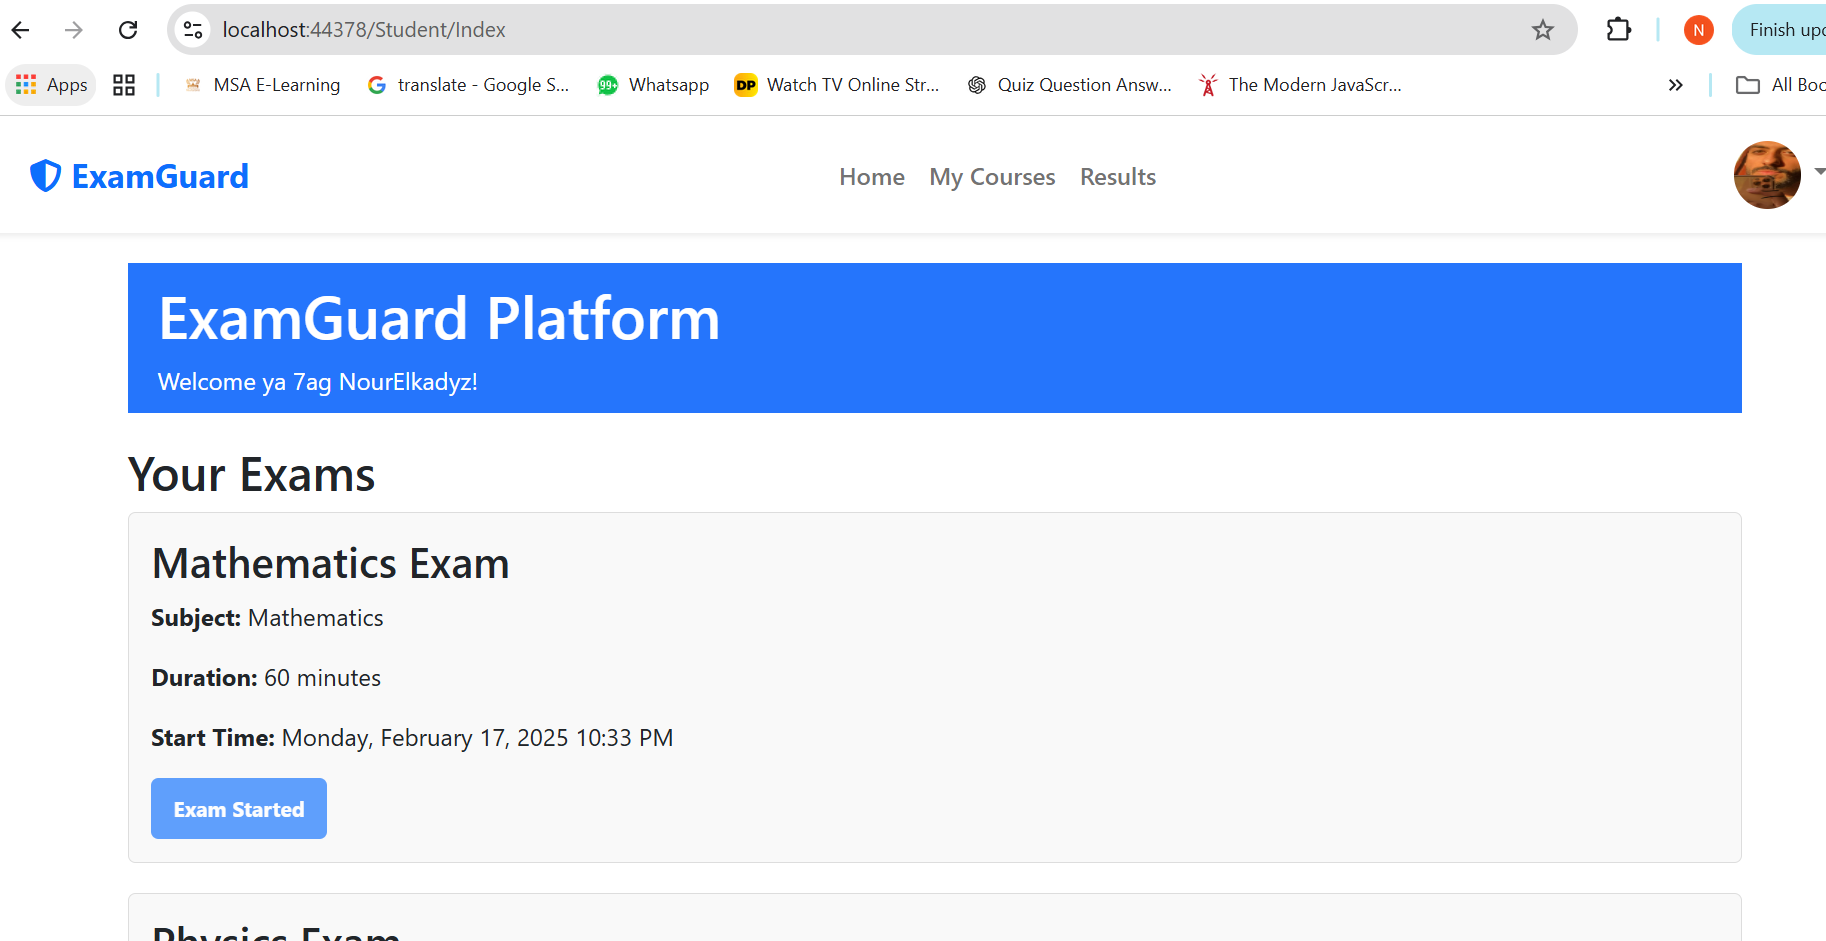 localhost:44378/Student/Index
N
Finish upd
Apps
MSA E-Learning
translate - Google S...
99+
Whatsapp
DP
Watch TV Online Str...
Quiz Question Answ...
The Modern JavaScr...
All Boo
ExamGuard
Home
My Courses
Results
ExamGuard Platform
Welcome ya 7ag NourElkadyz!
Your Exams
Mathematics Exam
Subject: Mathematics
Duration: 60 minutes
Start Time: Monday, February 17, 2025 10:33 PM
Exam Started
Physics Exam